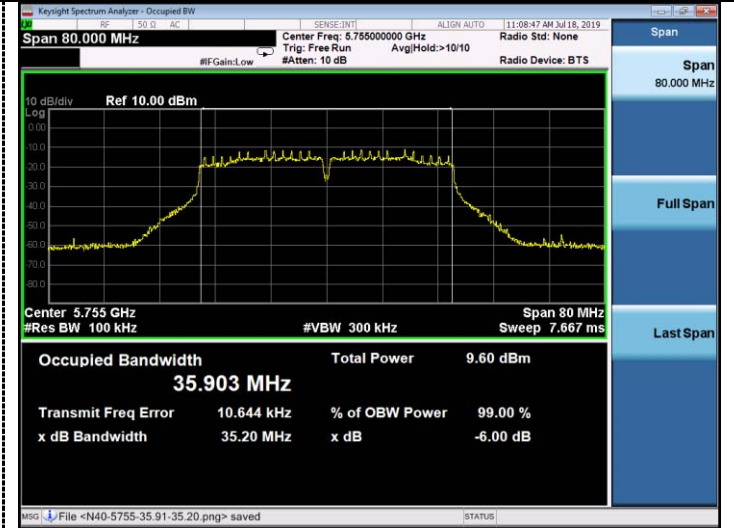 Keysight Spectrum Analyzer - Occupied BW
RF 50 Ω AC SENSE:INT ALIGN AUTO 11:08:47 AM Jul 18, 2019
Span 80.000 MHz
Center Freq: 5.755000000 GHz Radio Std: None
Trig: Free Run Avg|Hold:>10/10
#IFGain:Low #Atten: 10 dB Radio Device: BTS
Span
Span
80.000 MHz
Full Span
Last Span
10 dB/div Ref 10.00 dBm
Log
0.00
-10.0
-20.0
-30.0
-40.0
-50.0
-60.0
-70.0
-80.0
Center 5.755 GHz Span 80 MHz
#Res BW 100 kHz #VBW 300 kHz Sweep 7.667 ms
Occupied Bandwidth Total Power 9.60 dBm
35.903 MHz
Transmit Freq Error 10.644 kHz % of OBW Power 99.00 %
x dB Bandwidth 35.20 MHz x dB -6.00 dB
MSG File <N40-5755-35.91-35.20.png> saved STATUS